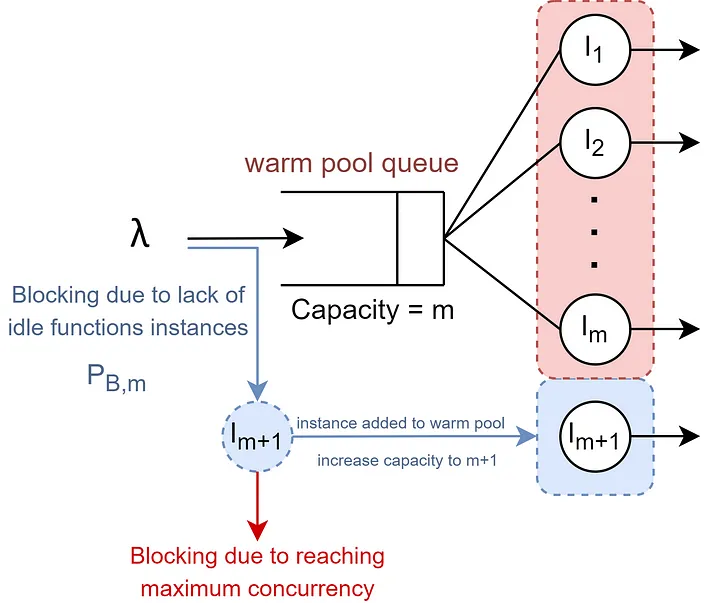 I1
I2
warm pool queue
λ
Capacity = m
Blocking due to lack of
idle functions instances
PB,m
Im
Im+1
instance added to warm pool
increase capacity to m+1
Im+1
Blocking due to reaching
maximum concurrency